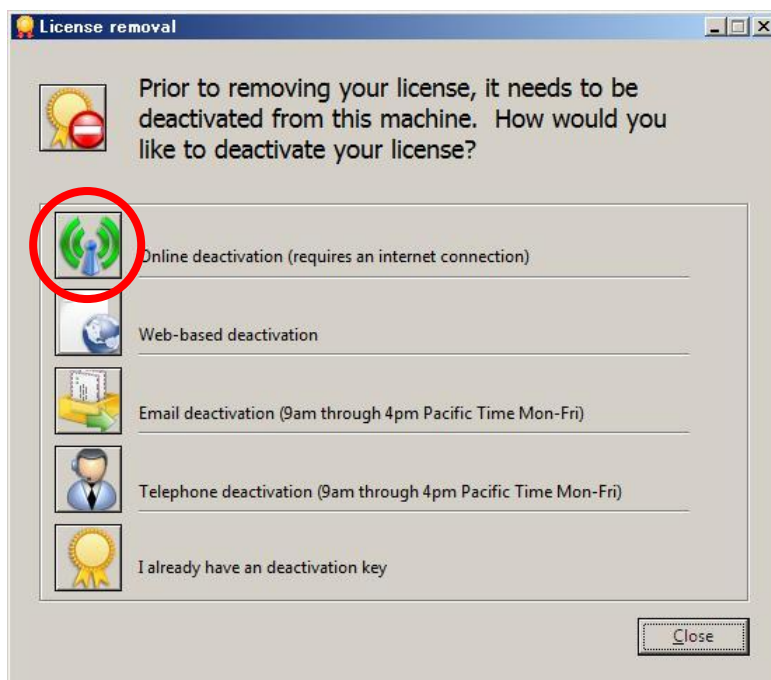 License removal
Prior to removing your license, it needs to be
deactivated from this machine.  How would you
like to deactivate your license?
Online deactivation (requires an internet connection)
Web-based deactivation
Email deactivation (9am through 4pm Pacific Time Mon-Fri)
Telephone deactivation (9am through 4pm Pacific Time Mon-Fri)
I already have an deactivation key
Close